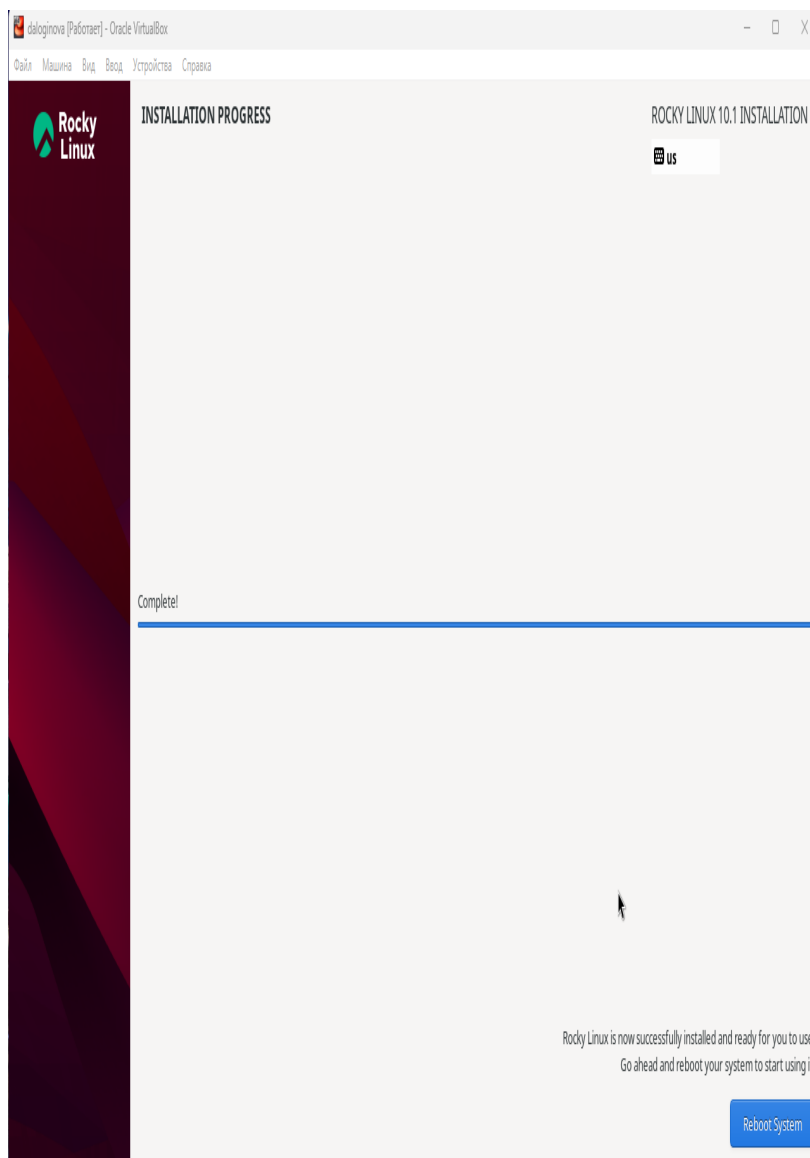 daloginova [Работает] - Oracle VirtualBox
Файл Машина Вид Ввод Устройства Справка
Rocky
Linux
INSTALLATION PROGRESS
ROCKY LINUX 10.1 INSTALLATION
us
Complete!
Rocky Linux is now successfully installed and ready for you to use
Go ahead and reboot your system to start using i
Reboot System